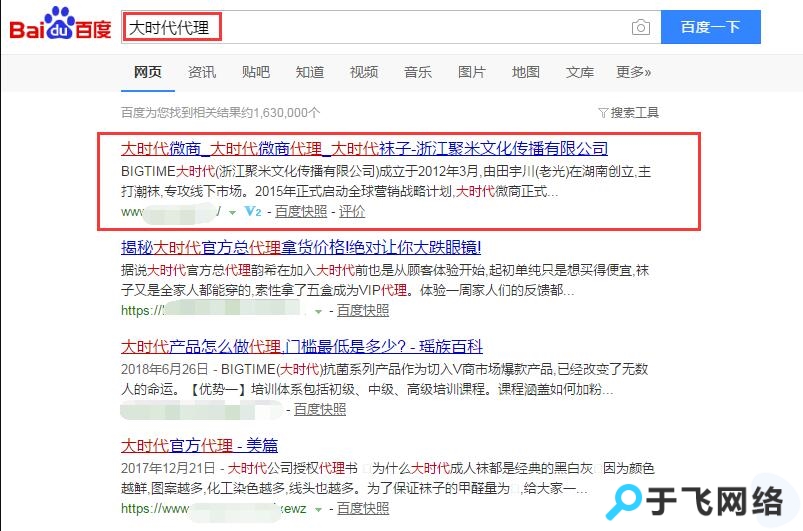 Bai du 百度
大时代代理
百度一下
网页 资讯 贴吧 知道 视频 音乐 图片 地图 文库 更多»
百度为您找到相关结果约1,630,000个 搜索工具
大时代微商_大时代微商代理_大时代袜子-浙江聚米文化传播有限公司
BIGTIME大时代(浙江聚米文化传播有限公司)成立于2012年3月,由田宇川(老光)在湖南创立,主
打潮袜,专攻线下市场。2015年正式启动全球营销战略计划,大时代微商正式...
www / V2 - 百度快照 - 评价
揭秘大时代官方总代理拿货价格!绝对让你大跌眼镜!
据说大时代官方总代理韵希在加入大时代前也是从顾客体验开始,起初单纯只是想买得便宜,袜
子又是全家人都能穿的,索性拿了五盒成为VIP代理。体验一周家人们的反馈都...
https:// - 百度快照
大时代产品怎么做代理,门槛最低是多少? - 瑶族百科
2018年6月26日 - BIGTIME(大时代)抗菌系列产品作为切入V商市场爆款产品,已经改变了无数
人的命运。【优势一】培训体系包括初级、中级、高级培训课程。课程涵盖如何加粉...
- 百度快照
大时代官方代理 - 美篇
2017年12月21日 - 大时代公司授权代理书 为什么大时代成人袜都是经典的黑白灰 因为颜色
越鲜,图案越多,化工染色越多,线头也越多。为了保证袜子的甲醛量为 ,给大家一...
https://www. ewz - 百度快照
于飞网络